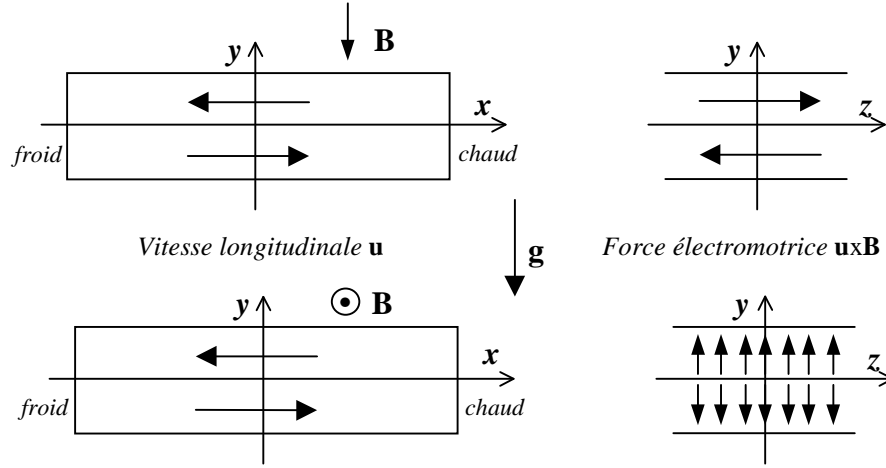 B
y
y
x
z
froid
chaud
Vitesse longitudinale u
g
Force électromotrice uxB
y
B
y
x
z
froid
chaud